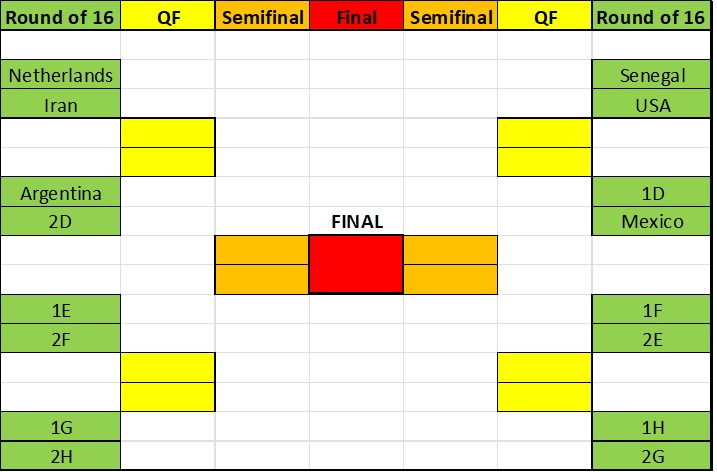 Round of 16 QF Semifinal Final Semifinal QF Round of 16
Netherlands Senegal
Iran USA
Argentina 1D
2D FINAL Mexico
1E 1F
2F 2E
1G 1H
2H 2G